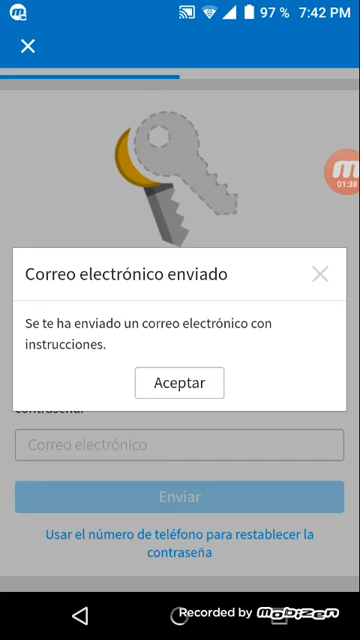 97 % 7:42 PM
01:38
Correo electrónico enviado
Se te ha enviado un correo electrónico con
instrucciones.
Aceptar
contraseña.
Correo electrónico
Enviar
Usar el número de teléfono para restablecer la
contraseña
Recorded by mobizen